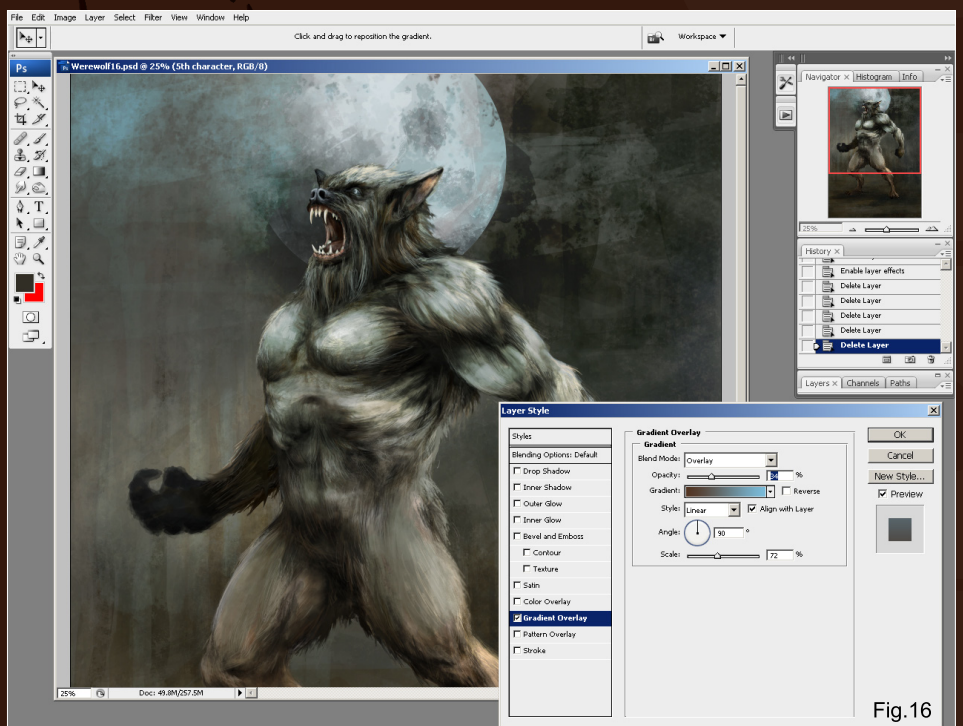 File Edit Image Layer Select Filter View Window Help
Click and drag to reposition the gradient.
Workspace
Ps
Werewolf16.psd @ 25% (5th character, RGB/8)
Navigator × Histogram Info
25%
History ×
Enable layer effects
Delete Layer
Delete Layer
Delete Layer
Delete Layer
Delete Layer
Layers × Channels Paths
25% Doc: 49.8M/257.5M
Layer Style
Styles
Blending Options: Default
Drop Shadow
Inner Shadow
Outer Glow
Inner Glow
Bevel and Emboss
Contour
Texture
Satin
Color Overlay
Gradient Overlay
Pattern Overlay
Stroke
Gradient Overlay
Gradient
Blend Mode: Overlay
Opacity: %
Gradient: Reverse
Style: Linear Align with Layer
Angle: 90 °
Scale: 72 %
OK
Cancel
New Style...
Preview
Fig.16